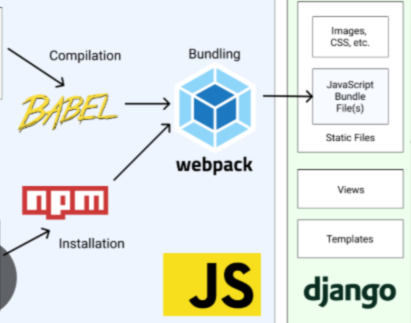 Compilation
BABEL
Bundling
webpack
npm
Installation
JS
Images,
CSS, etc.
JavaScript
Bundle
File(s)
Static Files
Views
Templates
django